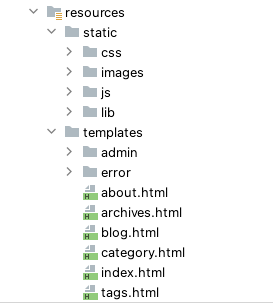 resources
static
css
images
js
lib
templates
admin
error
about.html
archives.html
blog.html
category.html
index.html
tags.html